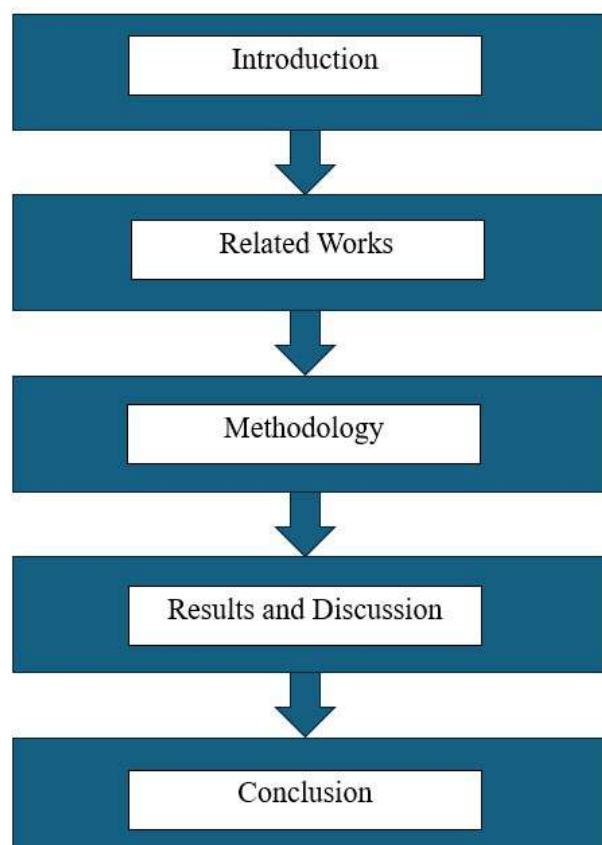 Introduction
Related Works
Methodology
Results and Discussion
Conclusion